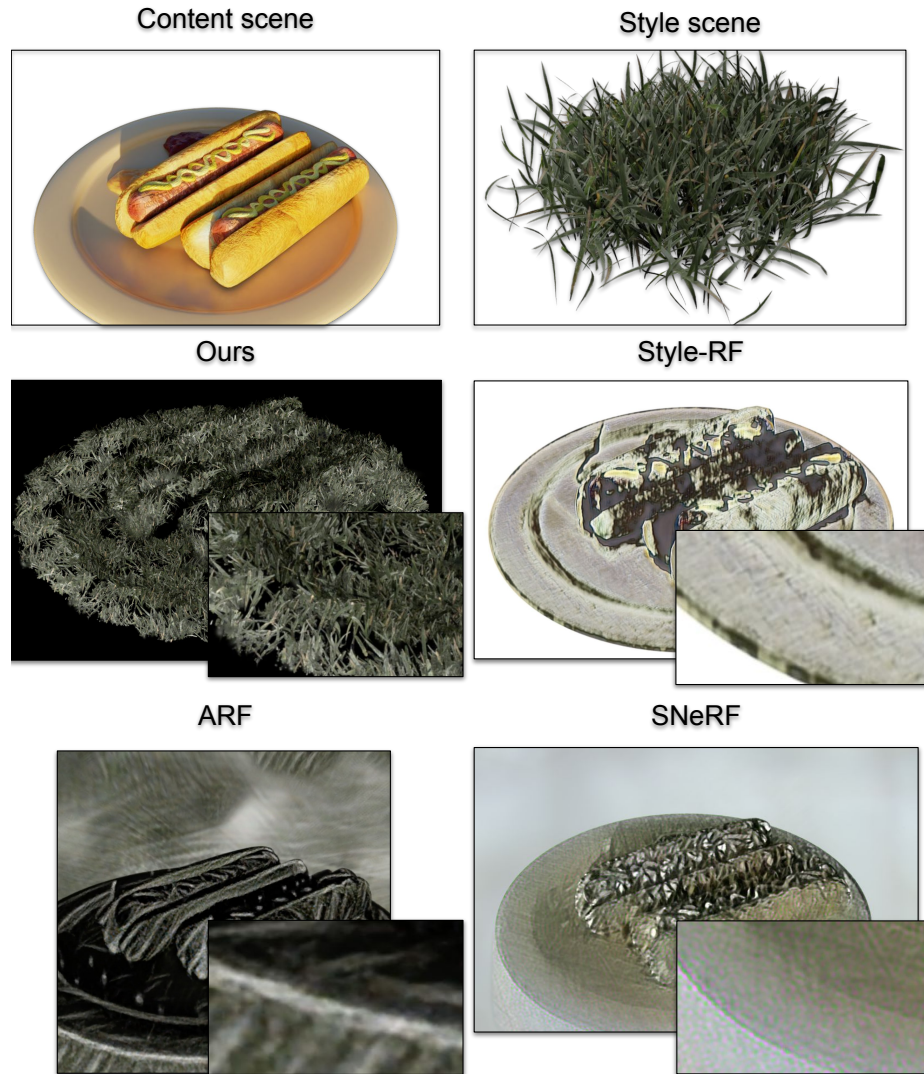 Content scene
Style scene
Ours
Style-RF
ARF
SNeRF